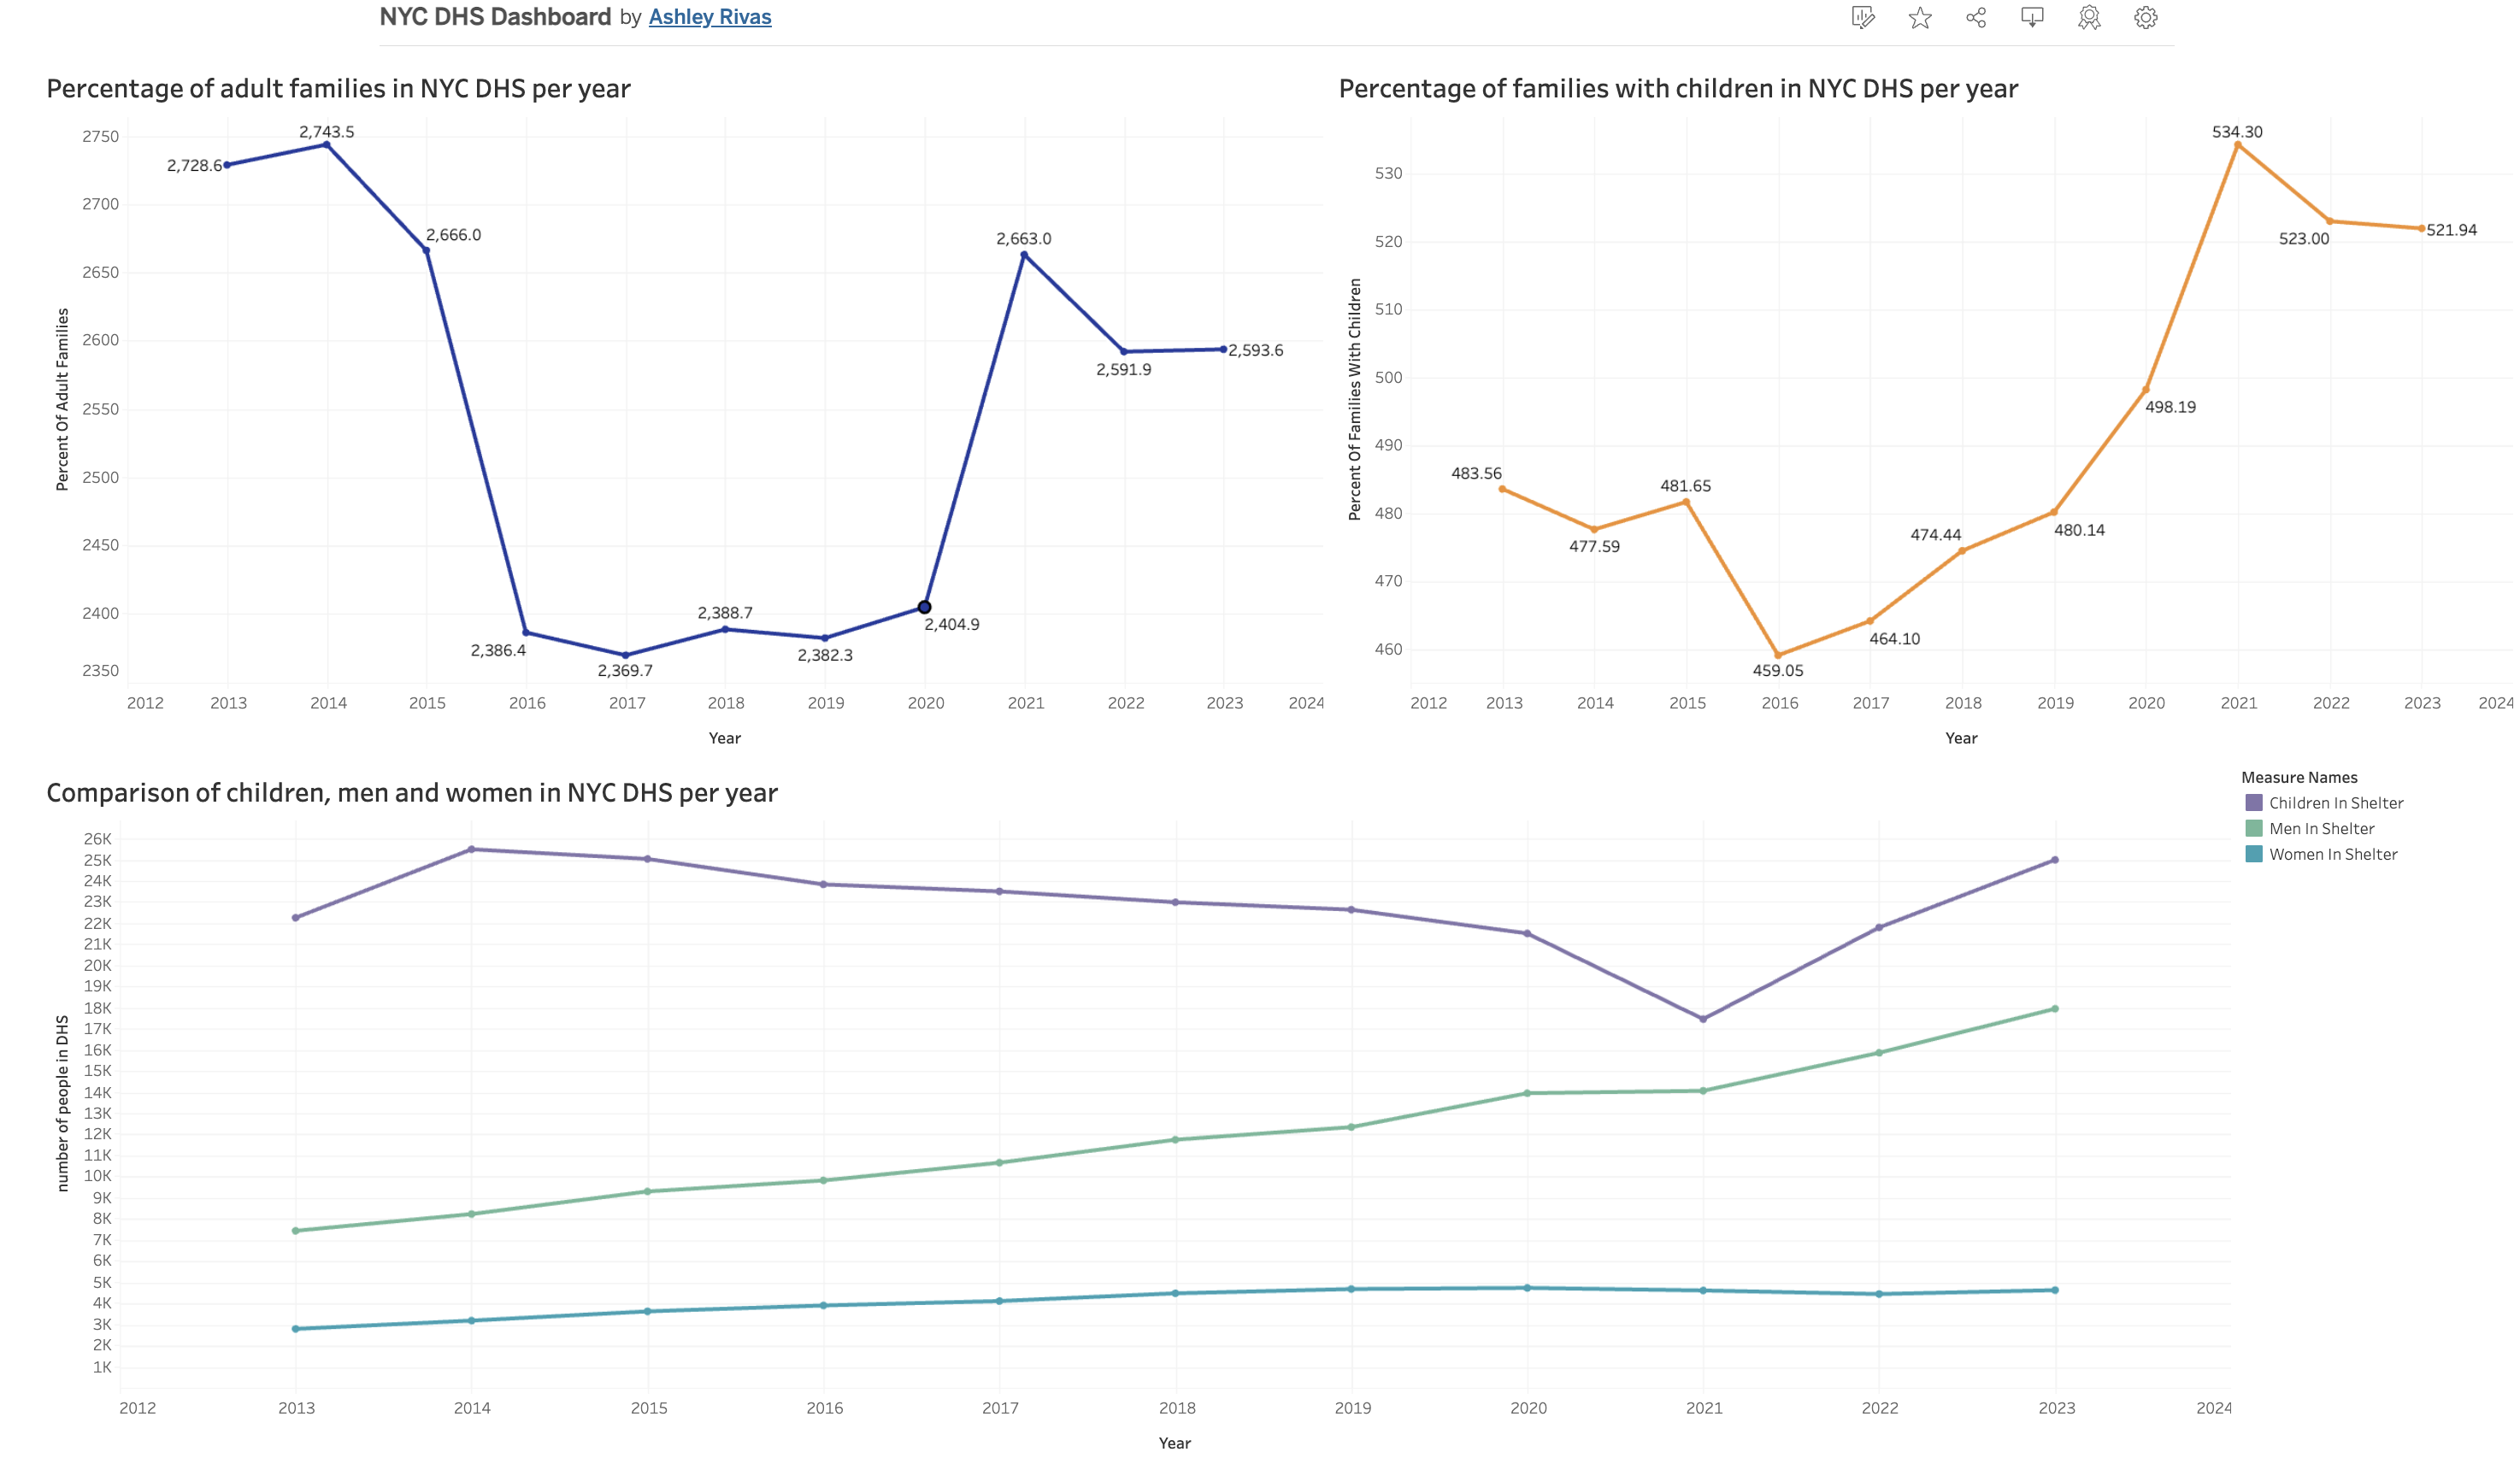 NYC DHS Dashboard by Ashley Rivas
Percentage of adult families in NYC DHS per year
Percent Of Adult Families
2750
2700
2650
2600
2550
2500
2450
2400
2350
2,728.6
2,743.5
2,666.0
2,386.4
2,369.7
2,388.7
2,382.3
2,404.9
2,663.0
2,591.9
2,593.6
2012 2013 2014 2015 2016 2017 2018 2019 2020 2021 2022 2023 2024
Year
Percentage of families with children in NYC DHS per year
Percent Of Families With Children
530
520
510
500
490
480
470
460
483.56
477.59
481.65
459.05
464.10
474.44
480.14
498.19
534.30
523.00
521.94
2012 2013 2014 2015 2016 2017 2018 2019 2020 2021 2022 2023 2024
Year
Comparison of children, men and women in NYC DHS per year
number of people in DHS
26K
25K
24K
23K
22K
21K
20K
19K
18K
17K
16K
15K
14K
13K
12K
11K
10K
9K
8K
7K
6K
5K
4K
3K
2K
1K
2012 2013 2014 2015 2016 2017 2018 2019 2020 2021 2022 2023 2024
Year
Measure Names
Children In Shelter
Men In Shelter
Women In Shelter